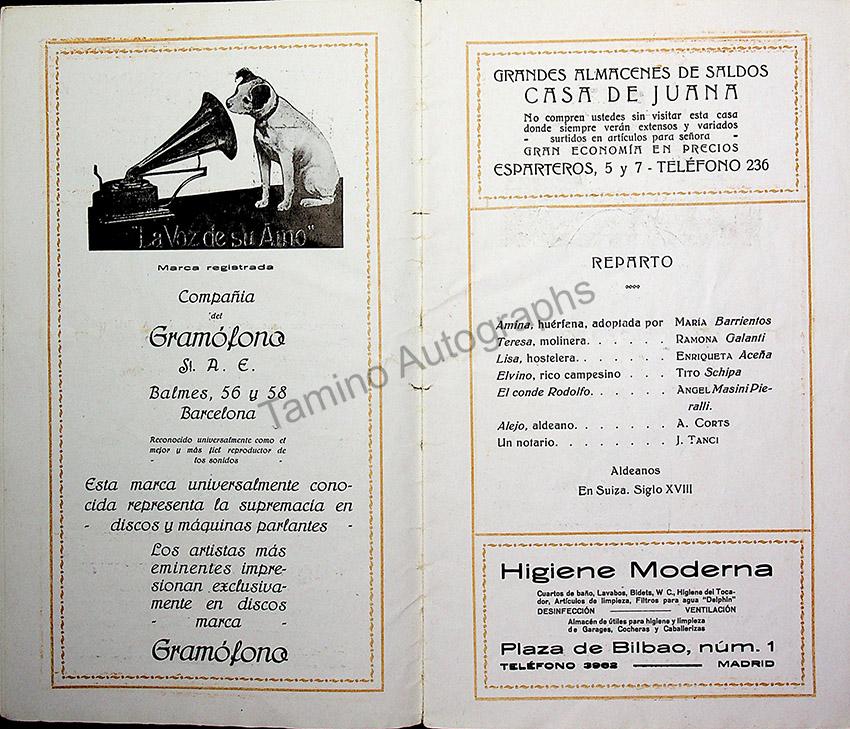 "La Voz de su Amo"
Marca registrada
Compañia
del
Gramófono
S. A. E.
Balmes, 56 y 58
Barcelona
Reconocido universalmente como el
mejor y más fiel reproductor de
- los sonidos -
Esta marca universalmente cono-
cida representa la supremacía en
- discos y máquinas parlantes -
Los artistas más
eminentes impre-
sionan exclusiva-
mente en discos
- marca -
Gramófono
GRANDES ALMACENES DE SALDOS
CASA DE JUANA
No compren ustedes sin visitar esta casa
donde siempre verán extensos y variados
- surtidos en artículos para señora -
GRAN ECONOMÍA EN PRECIOS
ESPARTEROS, 5 y 7 - TELÉFONO 236
REPARTO
Amina, huérfana, adoptada por MARÍA Barrientos
Teresa, molinera. . . . . . RAMONA Galanti
Lisa, hostelera. . . . . . . ENRIQUETA Aceña
Elvino, rico campesino . . . TITO Schipa
El conde Rodolfo. . . . . . ANGEL Masini Pie-
ralli.
Alejo, aldeano. . . . . . . A. CORTS
Un notario. . . . . . . . J. TANCI
Aldeanos
En Suiza. Siglo XVIII
Higiene Moderna
Cuartos de baño, Lavabos, Bidets, W C., Higiene del Toca-
dor, Artículos de limpieza, Filtros para agua "Delphin"
DESINFECCIÓN — VENTILACIÓN
Almacén de útiles para higiene y limpieza
de Garages, Cocheras y Caballerizas
Plaza de Bilbao, núm. 1
TELÉFONO 3962 — MADRID
Tamino Autographs